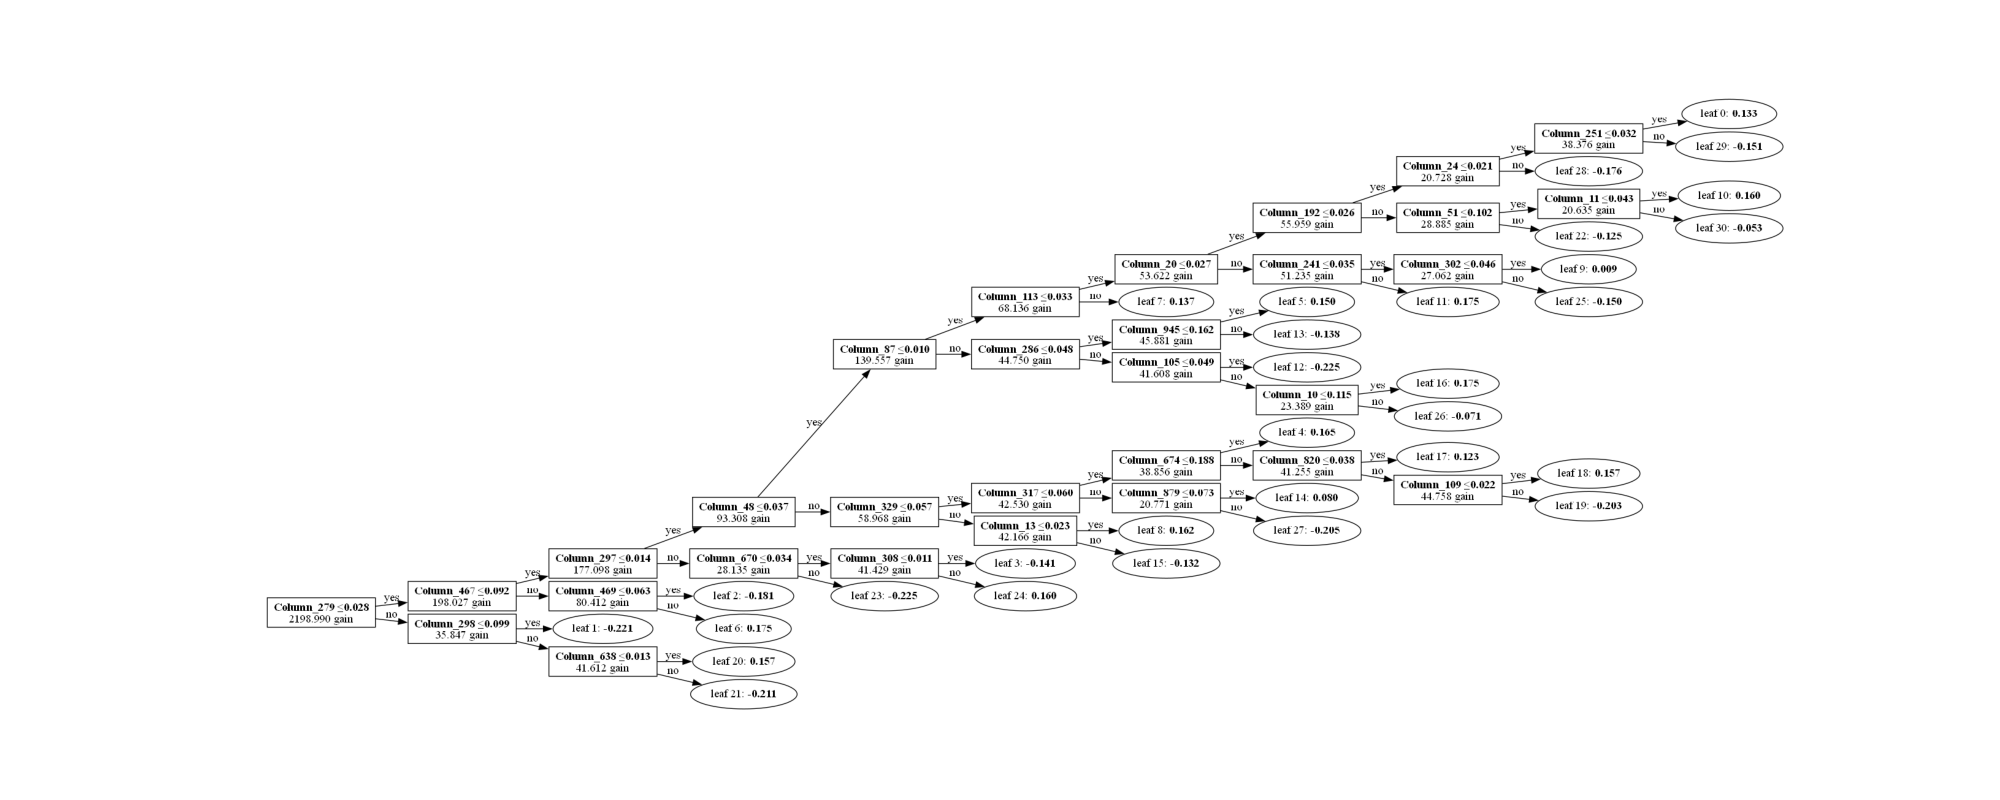 yes
leaf 0: 0.133
Column_251 ≤0.032
38.376 gain
no
leaf 29: -0.151
yes
Column_24 ≤0.021
20.728 gain
no
leaf 28: -0.176
yes
Column_192 ≤0.026
55.959 gain
no
Column_51 ≤0.102
28.885 gain
yes
Column_11 ≤0.043
20.635 gain
yes
leaf 10: 0.160
no
leaf 30: -0.053
no
leaf 22: -0.125
yes
Column_20 ≤0.027
53.622 gain
no
Column_241 ≤0.035
51.235 gain
yes
Column_302 ≤0.046
27.062 gain
yes
leaf 9: 0.009
no
leaf 25: -0.150
no
leaf 11: 0.175
yes
Column_113 ≤0.033
68.136 gain
no
leaf 7: 0.137
yes
Column_87 ≤0.010
139.557 gain
no
Column_286 ≤0.048
44.750 gain
yes
Column_945 ≤0.162
45.881 gain
yes
leaf 5: 0.150
no
leaf 13: -0.138
no
Column_105 ≤0.049
41.608 gain
yes
leaf 12: -0.225
no
Column_10 ≤0.115
23.389 gain
yes
leaf 16: 0.175
no
leaf 26: -0.071
yes
Column_48 ≤0.037
93.308 gain
no
Column_329 ≤0.057
58.968 gain
yes
Column_317 ≤0.060
42.530 gain
yes
Column_674 ≤0.188
38.856 gain
yes
leaf 4: 0.165
no
Column_820 ≤0.038
41.255 gain
yes
leaf 17: 0.123
no
Column_109 ≤0.022
44.758 gain
yes
leaf 18: 0.157
no
leaf 19: -0.203
no
Column_879 ≤0.073
20.771 gain
yes
leaf 14: 0.080
no
leaf 27: -0.205
no
Column_13 ≤0.023
42.166 gain
yes
leaf 8: 0.162
no
leaf 15: -0.132
yes
Column_297 ≤0.014
177.098 gain
no
Column_670 ≤0.034
28.135 gain
yes
Column_308 ≤0.011
41.429 gain
yes
leaf 3: -0.141
no
leaf 24: 0.160
no
leaf 23: -0.225
yes
Column_467 ≤0.092
198.027 gain
no
Column_469 ≤0.063
80.412 gain
yes
leaf 2: -0.181
no
leaf 6: 0.175
Column_279 ≤0.028
2198.990 gain
yes
no
Column_298 ≤0.099
35.847 gain
yes
leaf 1: -0.221
no
Column_638 ≤0.013
41.612 gain
yes
leaf 20: 0.157
no
leaf 21: -0.211